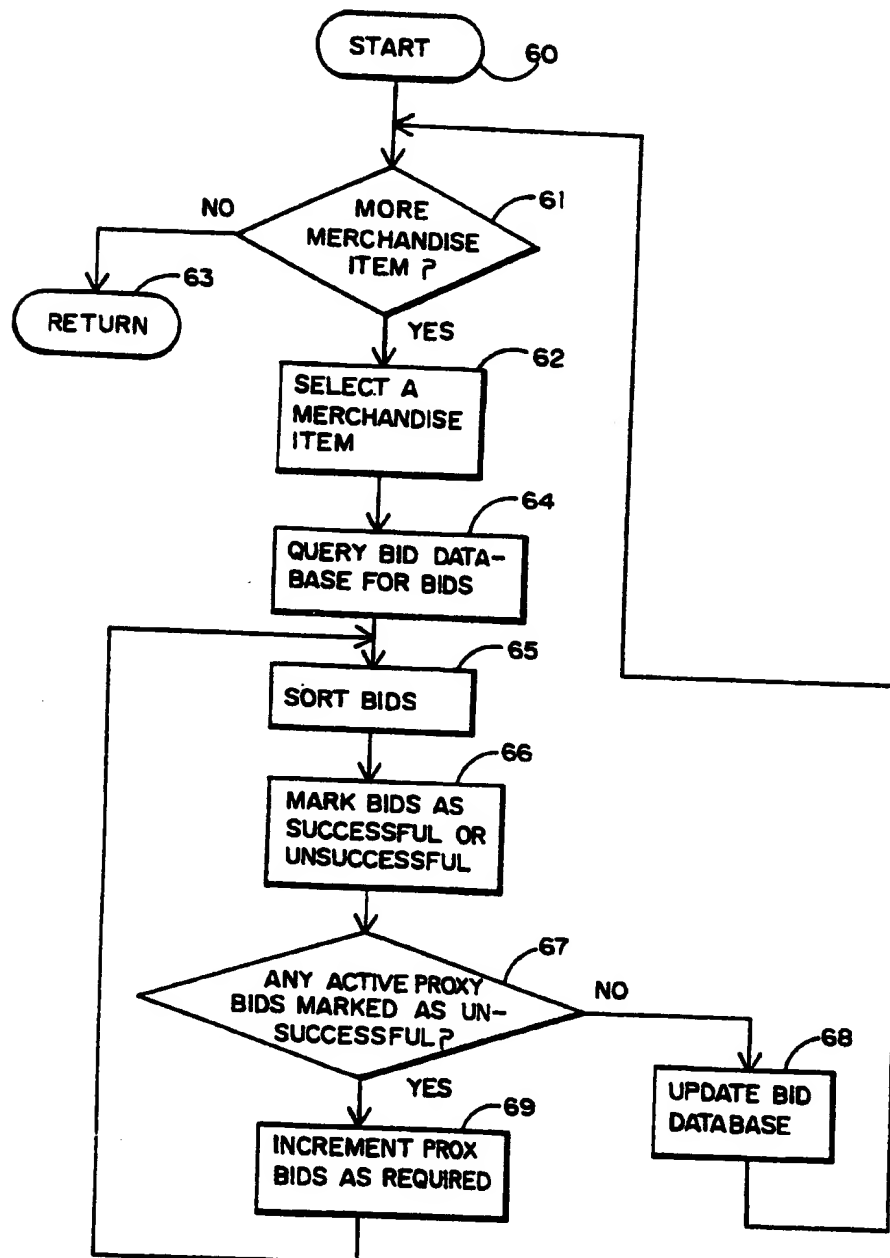 START
60
NO
MORE
MERCHANDISE
ITEM ?
61
63
RETURN
YES
62
SELECT A
MERCHANDISE
ITEM
64
QUERY BID DATA-
BASE FOR BIDS
65
SORT BIDS
66
MARK BIDS AS
SUCCESSFUL OR
UNSUCCESSFUL
67
ANY ACTIVE PROXY
BIDS MARKED AS UN-
SUCCESSFUL?
NO
68
UPDATE BID
DATABASE
YES
69
INCREMENT PROX
BIDS AS REQUIRED